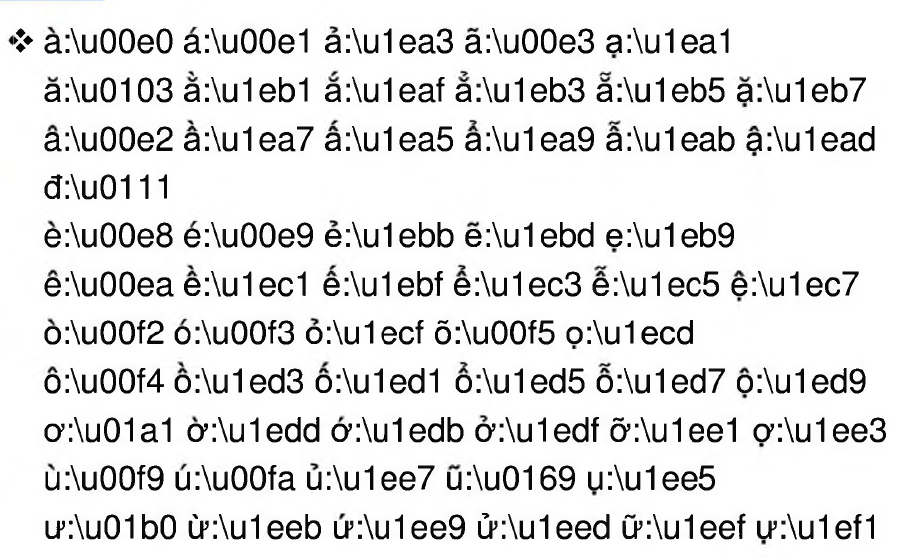 ❖ à:\u00e0 á:\u00e1 ả:\u1ea3 ã:\u00e3 ạ:\u1ea1
ă:\u0103 ằ:\u1eb1 ắ:\u1eaf ẳ:\u1eb3 ẵ:\u1eb5 ặ:\u1eb7
â:\u00e2 ầ:\u1ea7 ấ:\u1ea5 ẩ:\u1ea9 ẫ:\u1eab ậ:\u1ead
đ:\u0111
è:\u00e8 é:\u00e9 ẻ:\u1ebb ẽ:\u1ebd ẹ:\u1eb9
ê:\u00ea ề:\u1ec1 ế:\u1ebf ể:\u1ec3 ễ:\u1ec5 ệ:\u1ec7
ò:\u00f2 ó:\u00f3 ỏ:\u1ecf õ:\u00f5 ọ:\u1ecd
ô:\u00f4 ồ:\u1ed3 ố:\u1ed1 ổ:\u1ed5 ỗ:\u1ed7 ộ:\u1ed9
ơ:\u01a1 ờ:\u1edd ớ:\u1edb ở:\u1edf ỡ:\u1ee1 ợ:\u1ee3
ù:\u00f9 ú:\u00fa ủ:\u1ee7 ũ:\u0169 ụ:\u1ee5
ư:\u01b0 ừ:\u1eeb ứ:\u1ee9 ử:\u1eed ữ:\u1eef ự:\u1ef1